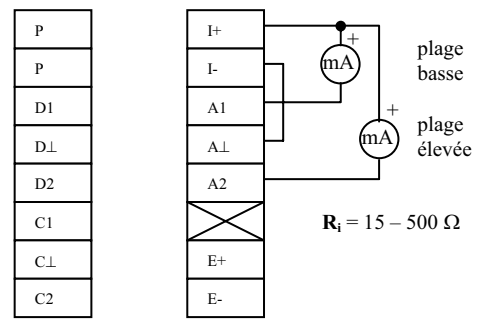 P
P
D1
D⊥
D2
C1
C⊥
C2
I+
I-
A1
A⊥
A2
E+
E-
+
mA
plage
basse
+
mA
plage
élevée
Ri = 15 – 500 Ω